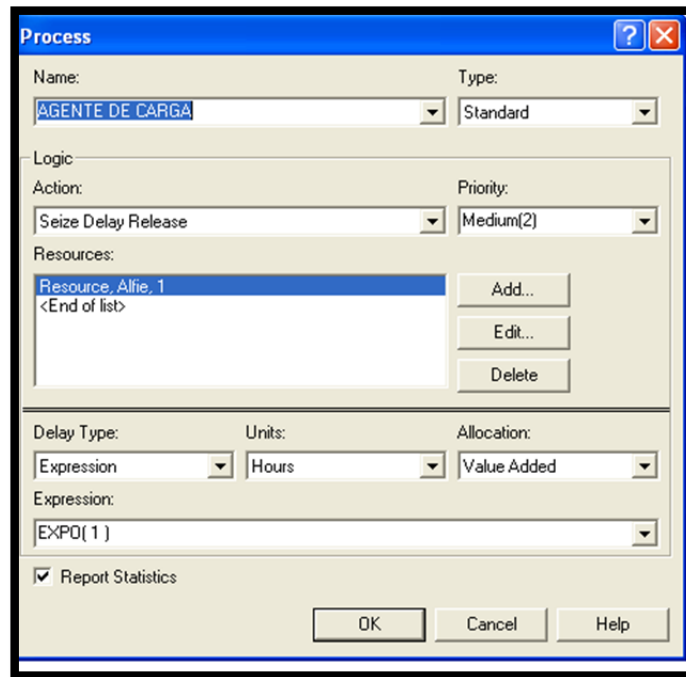 Process
Name: Type:
AGENTE DE CARGA Standard
Logic
Action: Priority:
Seize Delay Release Medium(2)
Resources:
Resource, Alfie, 1
<End of list>
Add...
Edit...
Delete
Delay Type: Units: Allocation:
Expression Hours Value Added
Expression:
EXPO( 1 )
Report Statistics
OK Cancel Help